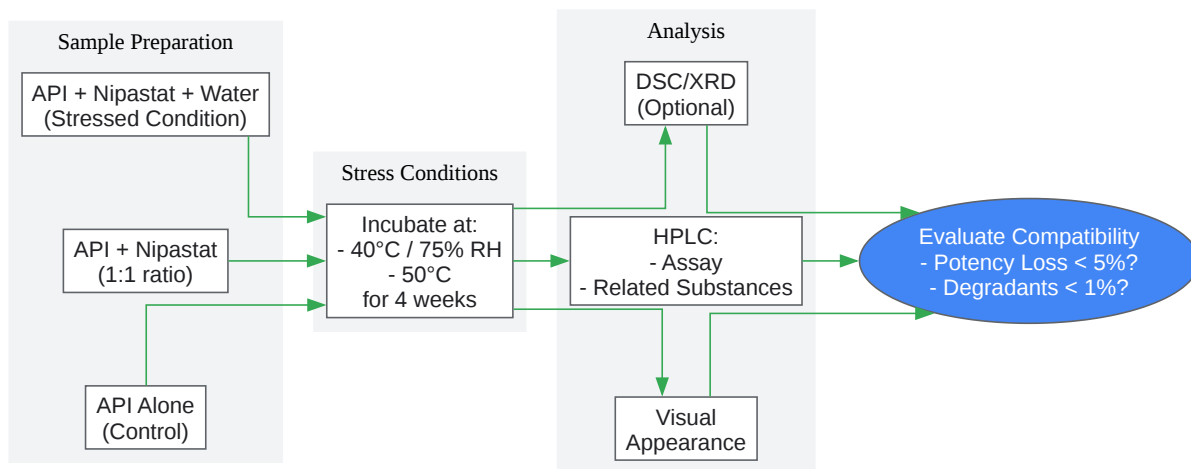 Sample Preparation
API + Nipastat + Water
(Stressed Condition)
API + Nipastat
(1:1 ratio)
API Alone
(Control)
Stress Conditions
Incubate at:
- 40°C / 75% RH
- 50°C
for 4 weeks
Analysis
DSC/XRD
(Optional)
HPLC:
- Assay
- Related Substances
Visual
Appearance
Evaluate Compatibility
- Potency Loss < 5%?
- Degradants < 1%?